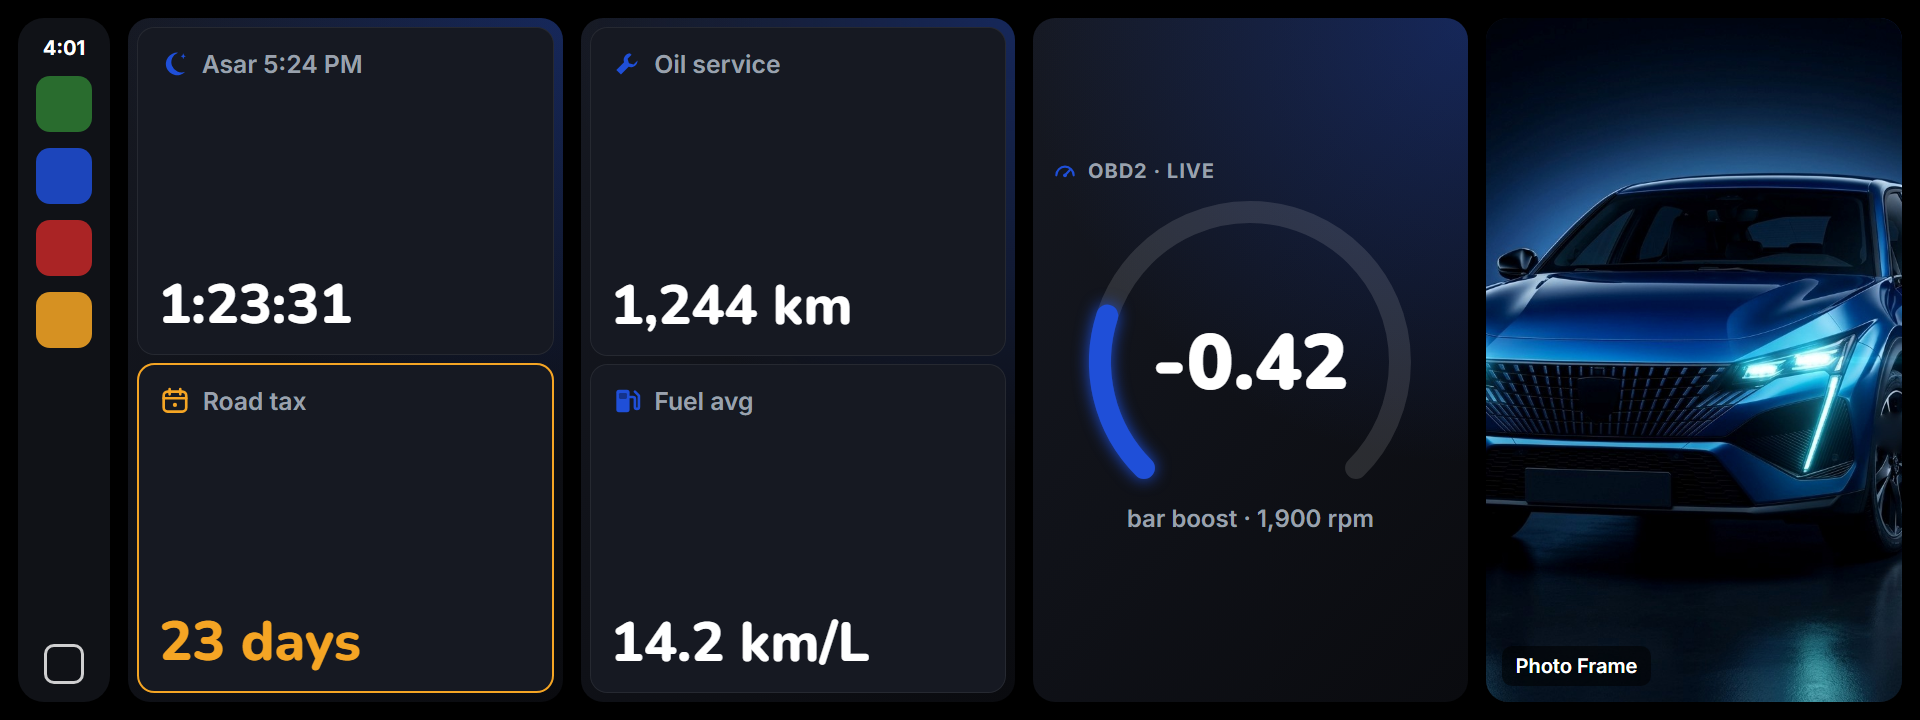 4:01
Asar 5:24 PM
1:23:31
Road tax
23 days
Oil service
1,244 km
Fuel avg
14.2 km/L
OBD2 · LIVE
-0.42
bar boost · 1,900 rpm
Photo Frame